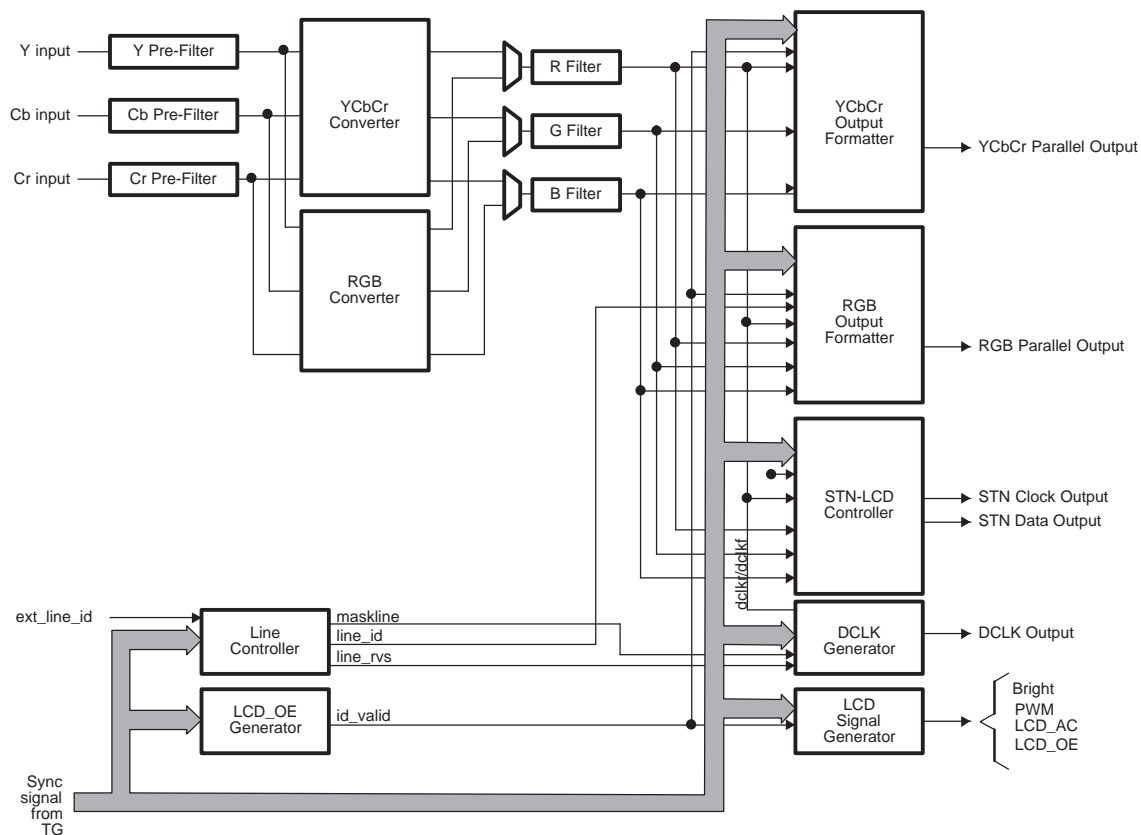 Y input
Y Pre-Filter
Cb input
Cb Pre-Filter
Cr input
Cr Pre-Filter
YCbCr
Converter
RGB
Converter
R Filter
G Filter
B Filter
YCbCr
Output
Formatter
YCbCr Parallel Output
RGB
Output
Formatter
RGB Parallel Output
STN-LCD
Controller
STN Clock Output
STN Data Output
dclkr/dclkf
ext_line_id
Line
Controller
maskline
line_id
line_rvs
DCLK
Generator
DCLK Output
LCD_OE
Generator
id_valid
LCD
Signal
Generator
Bright
PWM
LCD_AC
LCD_OE
Sync
signal
from
TG